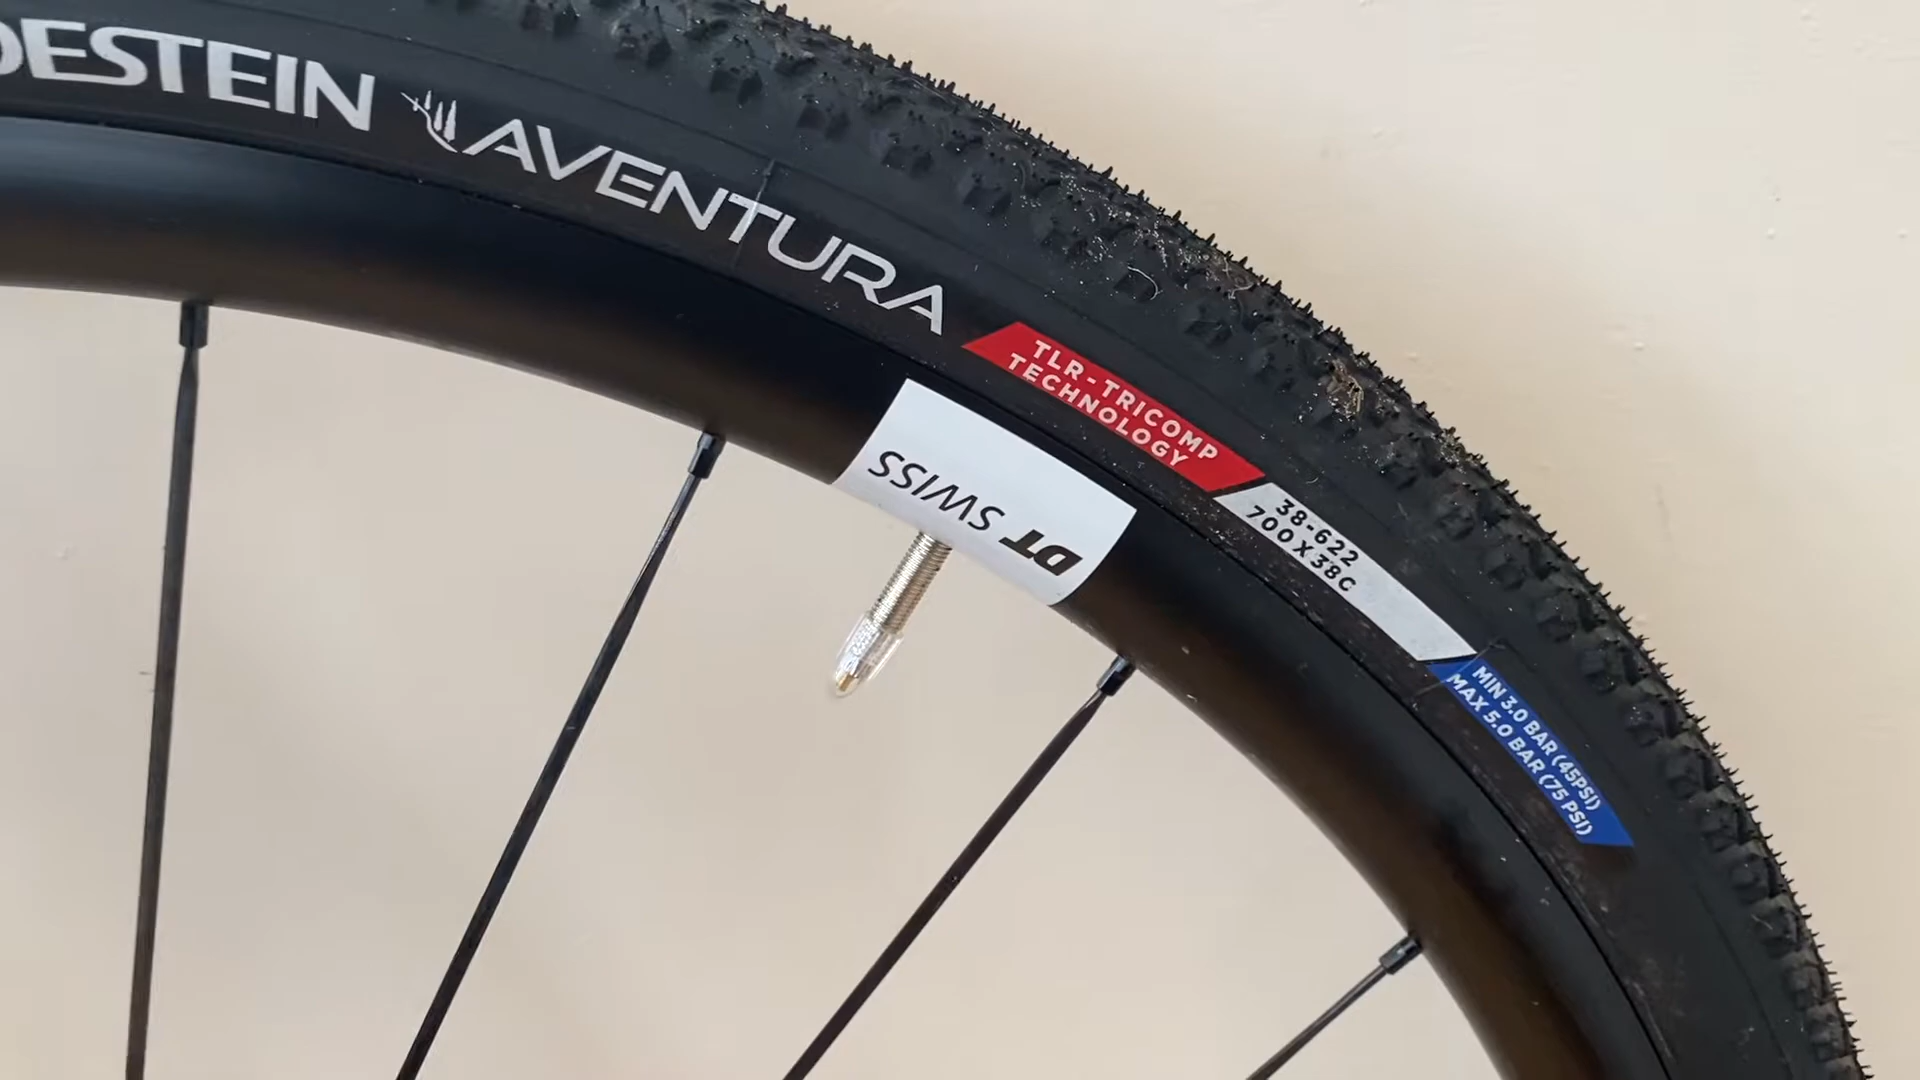 DESTEIN AVENTURA
TLR-TRICOMP
TECHNOLOGY
38-622
700 X 38C
MIN 3.0 BAR (45PSI)
MAX 5.0 BAR (75 PSI)
DT SWISS